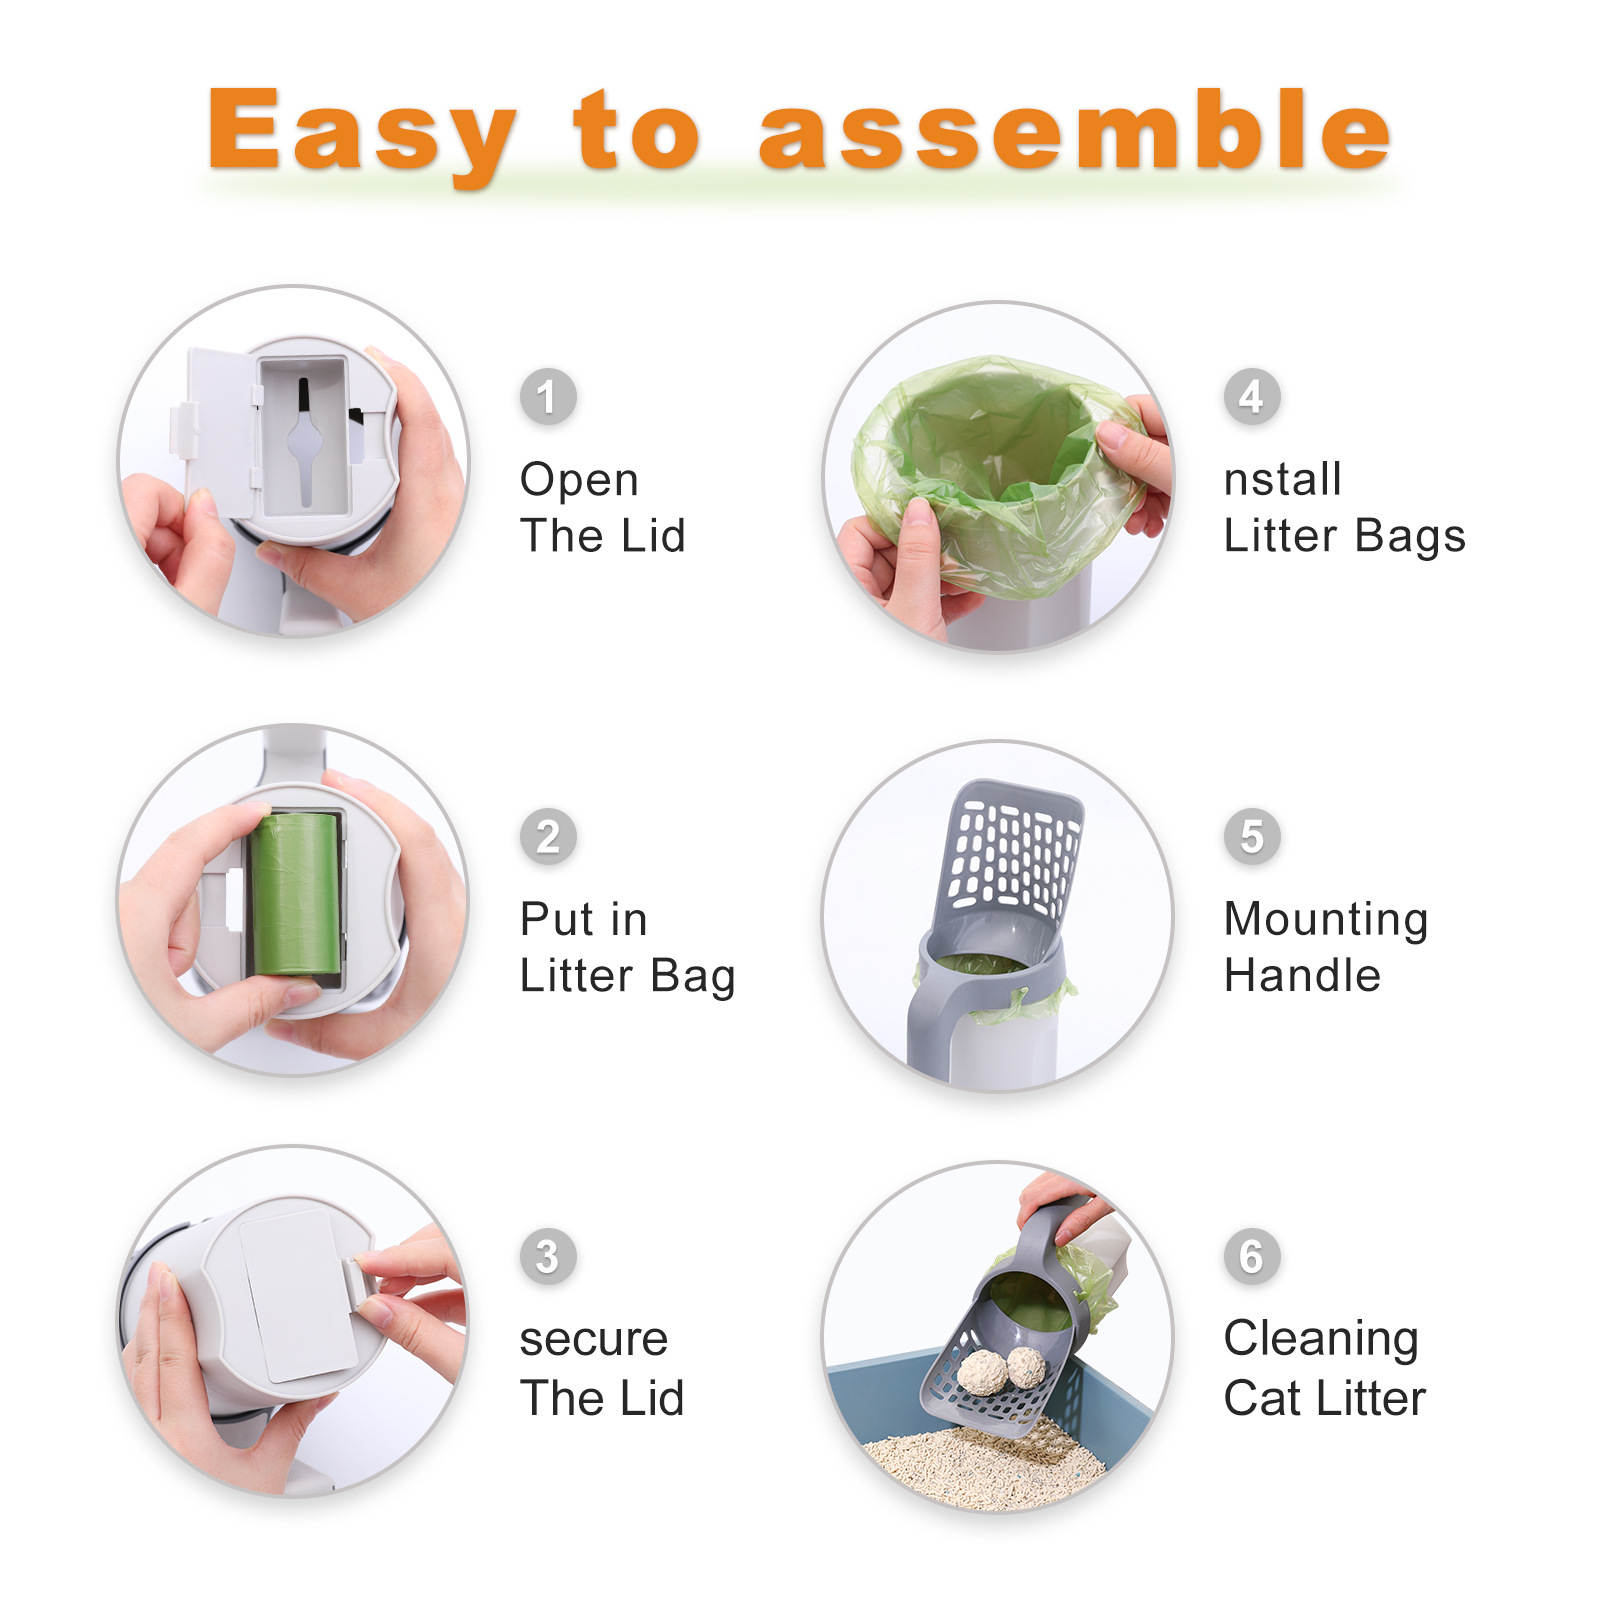 Easy to assemble
1
Open
The Lid
2
Put in
Litter Bag
3
secure
The Lid
4
nstall
Litter Bags
5
Mounting
Handle
6
Cleaning
Cat Litter